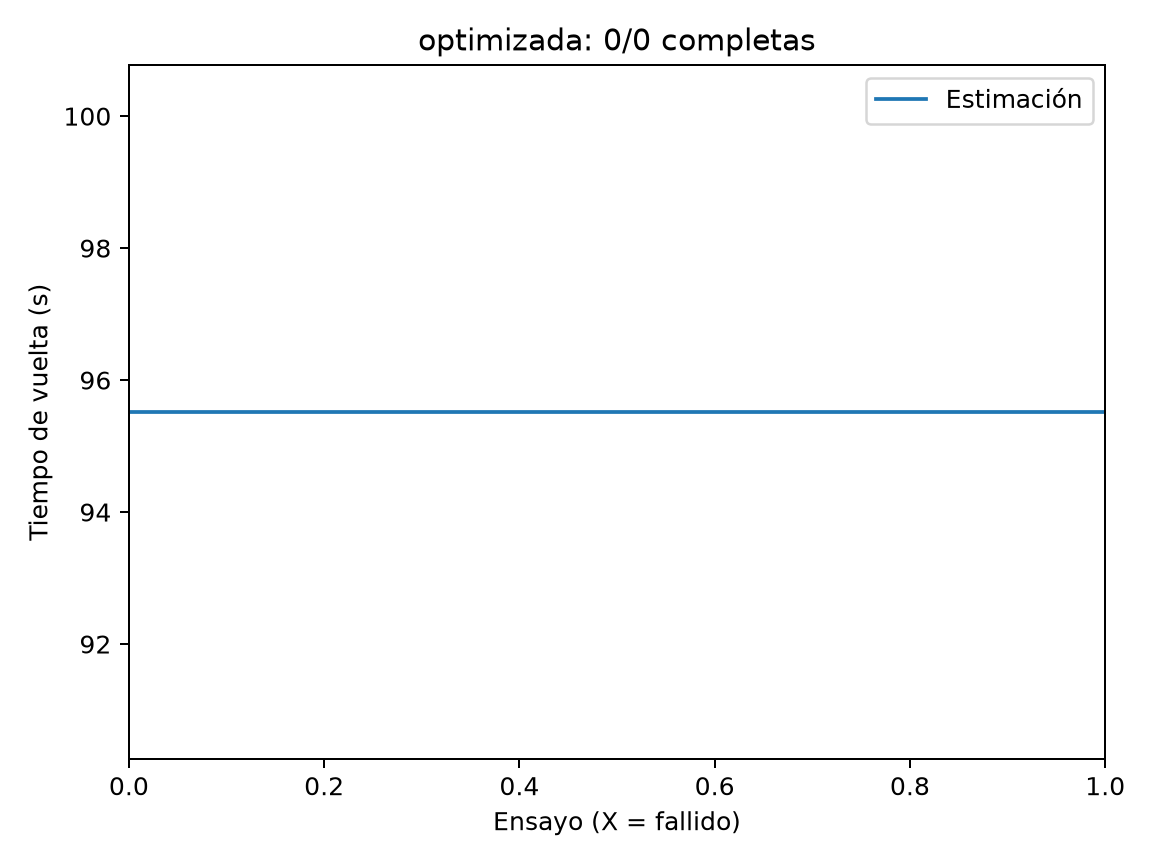 optimizada: 0/0 completas
Estimación
Tiempo de vuelta (s)
100
98
96
94
92
0.0 0.2 0.4 0.6 0.8 1.0
Ensayo (X = fallido)